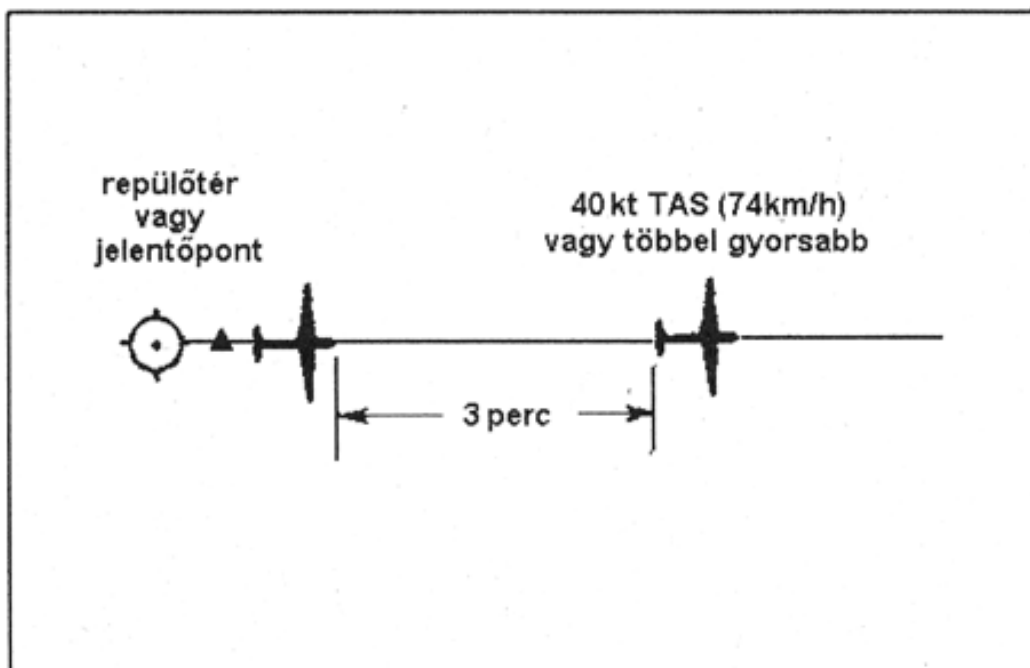 repülőtér
vagy
jelentőpont
40 kt TAS (74km/h)
vagy többel gyorsabb
3 perc